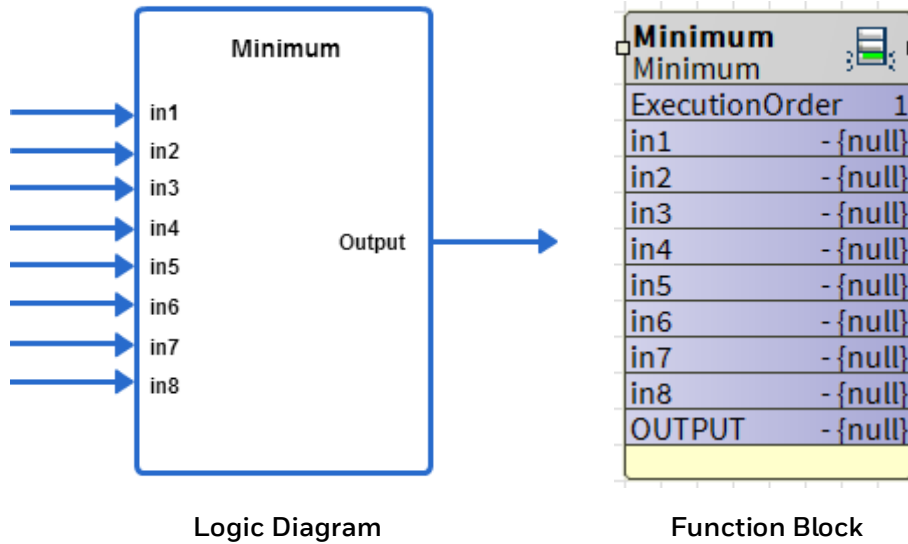 Minimum
in1
in2
in3
in4
in5
in6
in7
in8
Output
Minimum
Minimum
ExecutionOrder 1
in1 - {null}
in2 - {null}
in3 - {null}
in4 - {null}
in5 - {null}
in6 - {null}
in7 - {null}
in8 - {null}
OUTPUT - {null}
Logic Diagram
Function Block